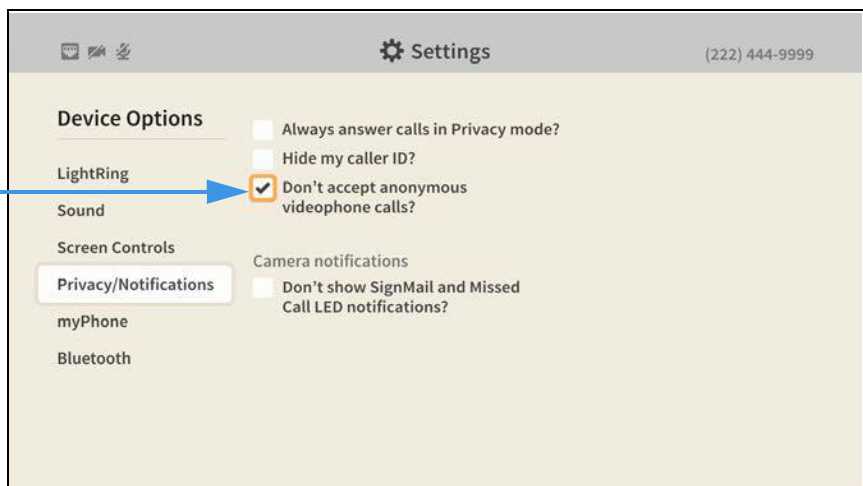 Settings
(222) 444-9999
Device Options
LightRing
Sound
Screen Controls
Privacy/Notifications
myPhone
Bluetooth
Always answer calls in Privacy mode?
Hide my caller ID?
Don't accept anonymous
videophone calls?
Camera notifications
Don't show SignMail and Missed
Call LED notifications?